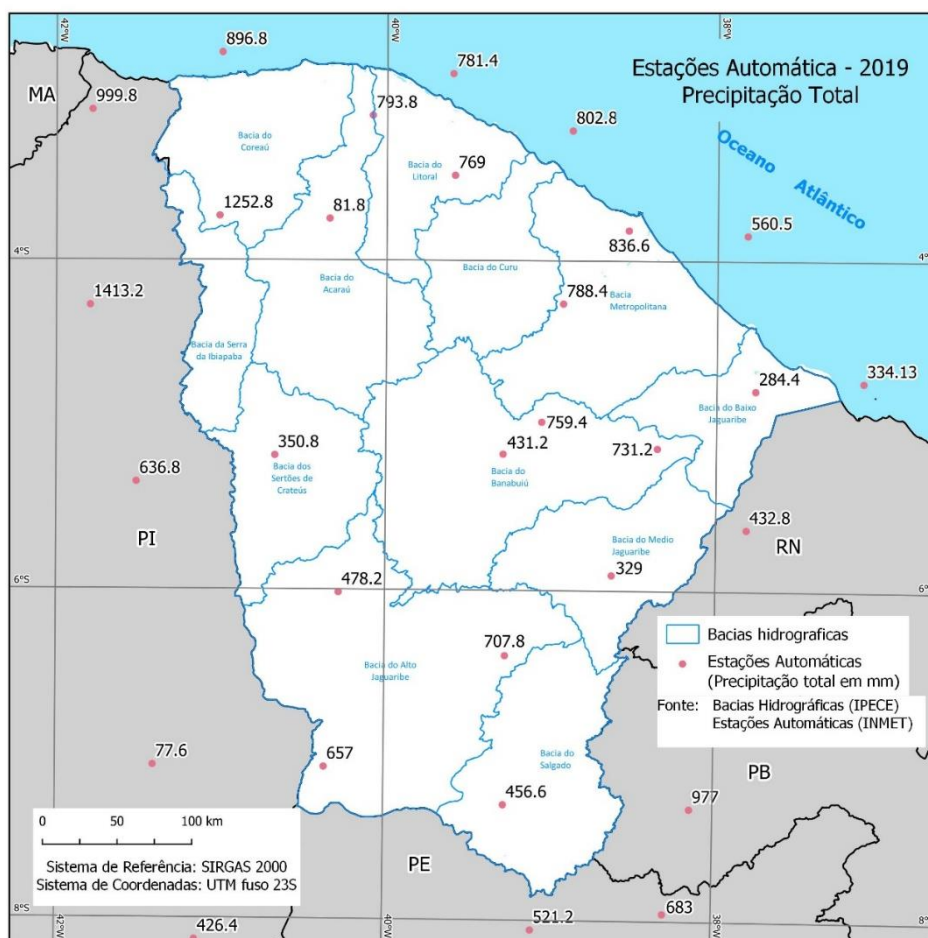 42°W
40°W
38°W
896.8
781.4
Estações Automática - 2019
Precipitação Total
MA
999.8
793.8
802.8
Bacia do
Coreaú
Oceano Atlântico
Bacia do
Litoral
769
1252.8
81.8
560.5
836.6
4°S
4°
Bacia do
Acaraú
Bacia do Curu
1413.2
788.4
Bacia
Metropolitana
Bacia da Serra
da Ibiapaba
334.13
284.4
Bacia do Baixo
Jaguaribe
759.4
350.8
431.2
731.2
636.8
Bacia dos
Sertões de
Crateús
Bacia do
Banabuiú
432.8
PI
RN
Bacia do Medio
Jaguaribe
329
6°S
478.2
6°
Bacias hidrograficas
707.8
Estações Automáticas
(Precipitação total em mm)
Bacia do Alto
Jaguaribe
Fonte: Bacias Hidrográficas (IPECE)
Estações Automáticas (INMET)
77.6
657
Bacia do
Salgado
PB
456.6
977
0 50 100 km
Sistema de Referência: SIRGAS 2000
Sistema de Coordenadas: UTM fuso 23S
PE
8°S
42°W
426.4
40°W
521.2
683
38°W
8°